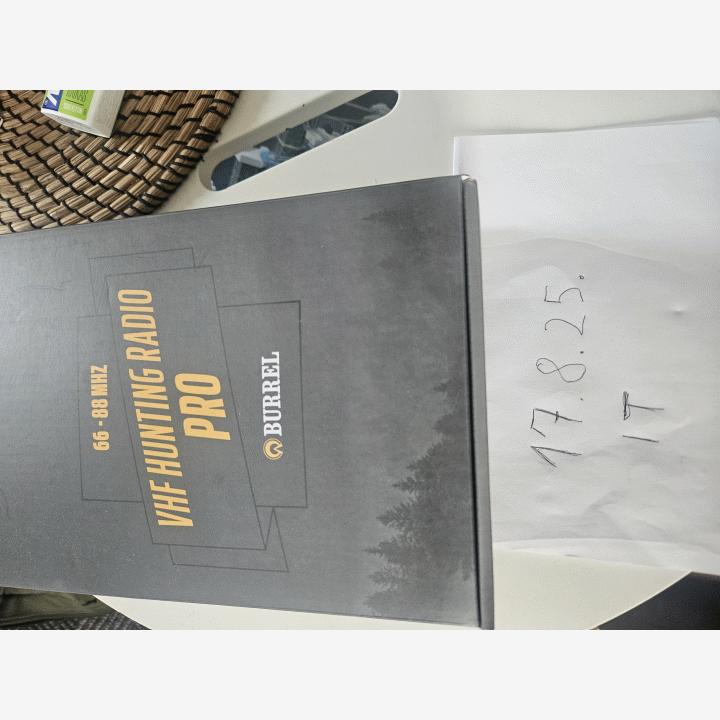 66 - 88 MHZ
VHF HUNTING RADIO
PRO
BURREL
17.8.25.
IT